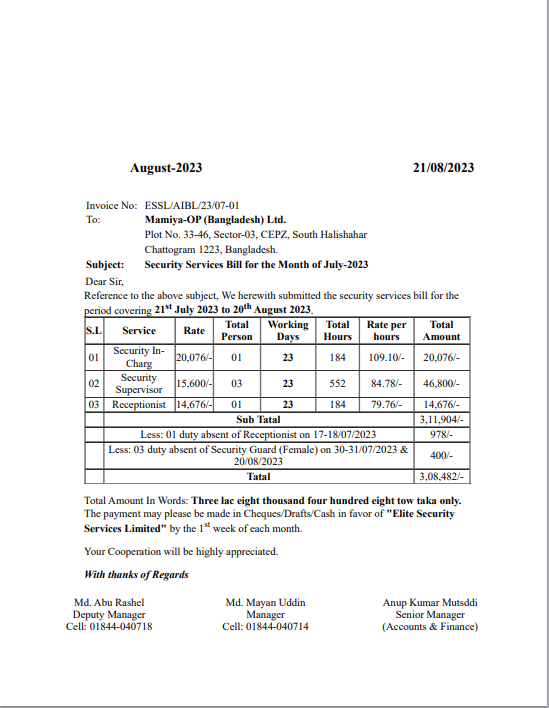 August-2023 21/08/2023
Invoice No: ESSL/AIBL/23/07-01
To: Mamiya-OP (Bangladesh) Ltd.
Plot No. 33-46, Sector-03, CEPZ, South Halishahar
Chattogram 1223, Bangladesh.
Subject: Security Services Bill for the Month of July-2023
Dear Sir,
Reference to the above subject, We herewith submitted the security services bill for the
period covering 21st July 2023 to 20th August 2023.
S.L Service Rate Total Person Working Days Total Hours Rate per hours Total Amount
01 Security In-Charg 20,076/- 01 23 184 109.10/- 20,076/-
02 Security Supervisor 15,600/- 03 23 552 84.78/- 46,800/-
03 Receptionist 14,676/- 01 23 184 79.76/- 14,676/-
Sub Tatal 3,11,904/-
Less: 01 duty absent of Receptionist on 17-18/07/2023 978/-
Less: 03 duty absent of Security Guard (Female) on 30-31/07/2023 &
20/08/2023 400/-
Tatal 3,08,482/-
Total Amount In Words: Three lac eight thousand four hundred eight tow taka only.
The payment may please be made in Cheques/Drafts/Cash in favor of "Elite Security
Services Limited" by the 1st week of each month.
Your Cooperation will be highly appreciated.
With thanks of Regards
Md. Abu Rashel Md. Mayan Uddin Anup Kumar Mutsddi
Deputy Manager Manager Senior Manager
Cell: 01844-040718 Cell: 01844-040714 (Accounts & Finance)